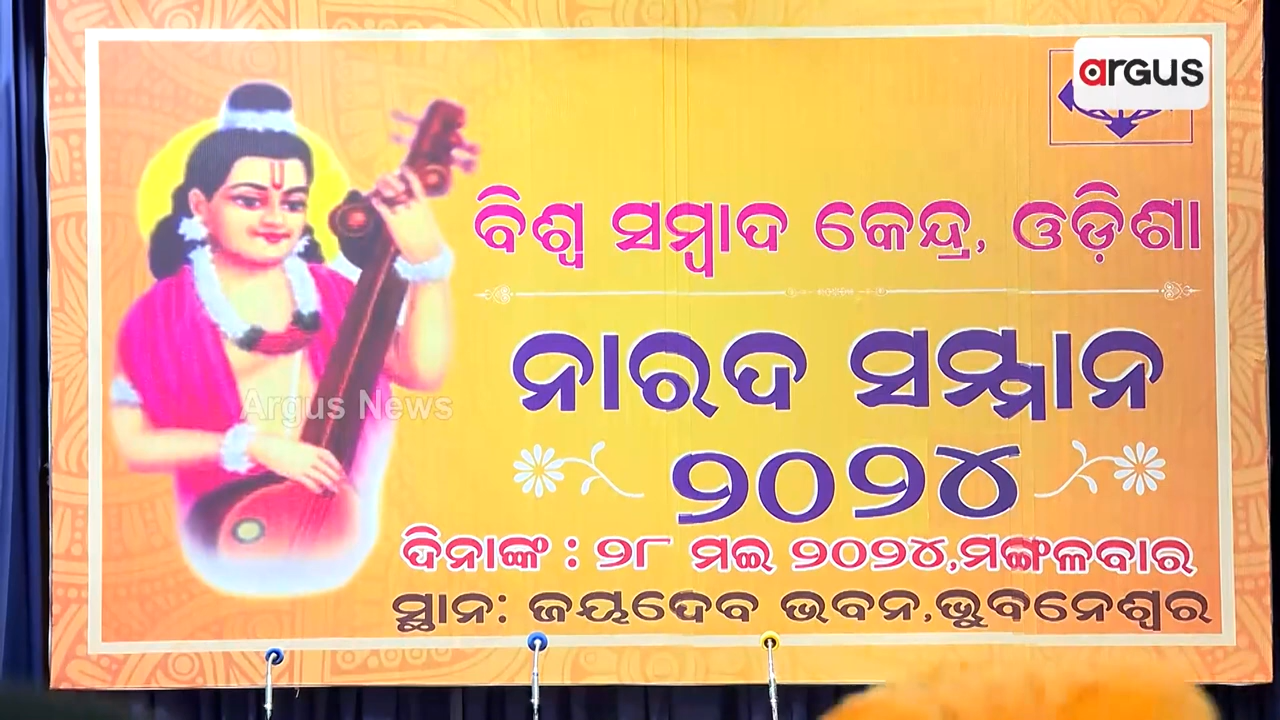 argus
ବିଶ୍ୱ ସମ୍ବାଦ କେନ୍ଦ୍ର, ଓଡ଼ିଶା
ନାରଦ ସମ୍ମାନ
Argus News
୨୦୨୪
ଦିନାଙ୍କ : ୨୮ ମଇ ୨୦୨୪,ମଙ୍ଗଳବାର
ସ୍ଥାନ: ଜୟଦେବ ଭବନ,ଭୁବନେଶ୍ୱର